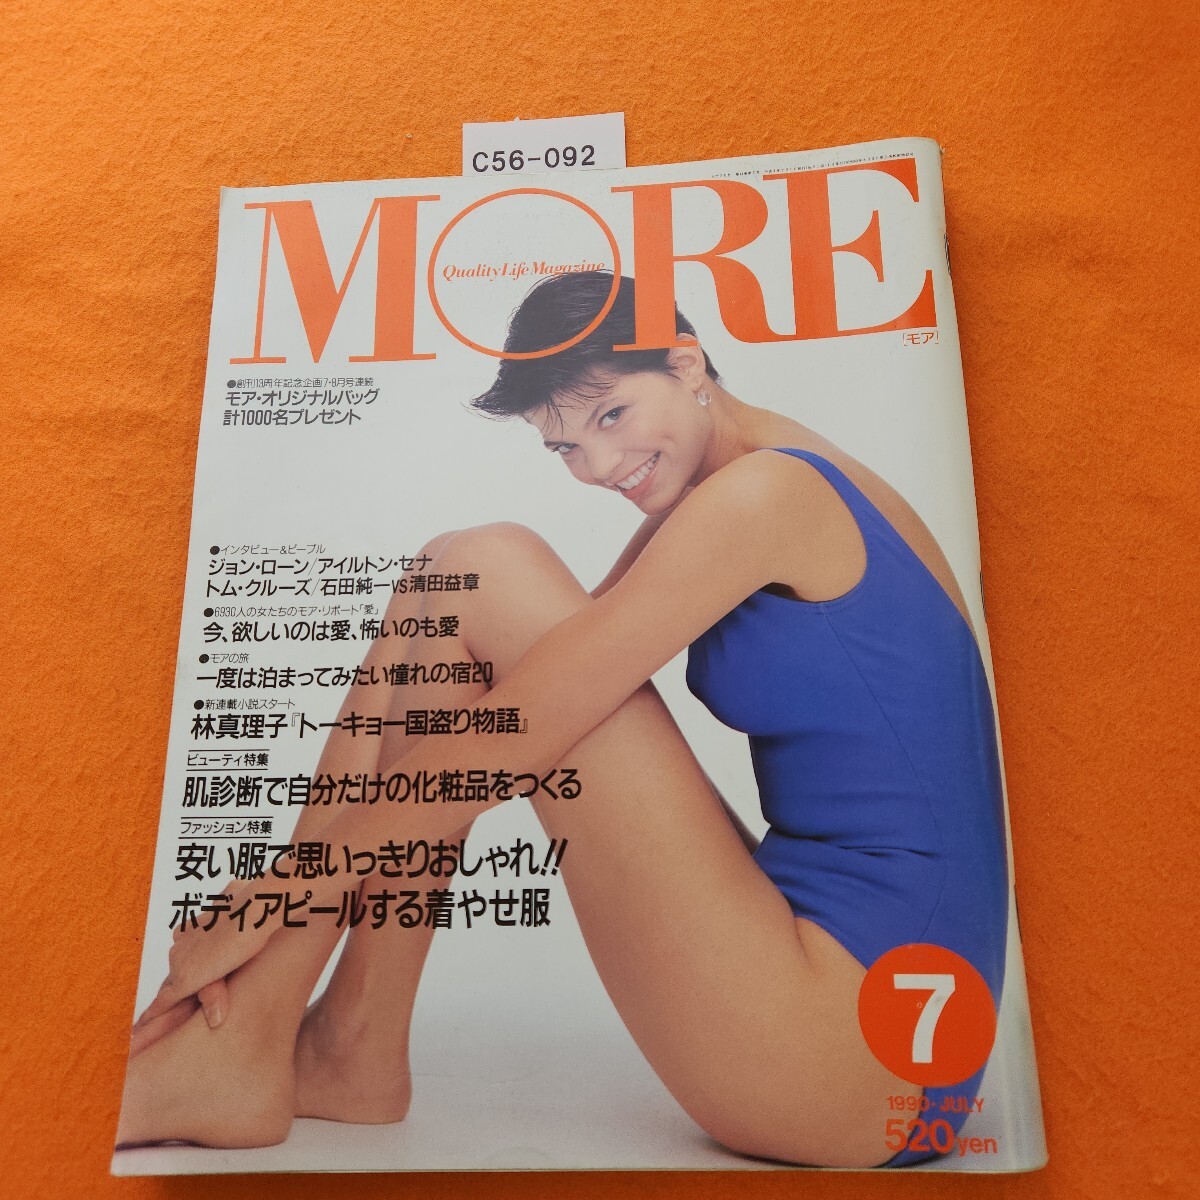 C56-092
MORE
Quality Life Magazine
[モア]
●創刊13周年記念企画7・8月号連続
モア・オリジナルバッグ
計1000名プレゼント
●インタビュー&ピープル
ジョン・ローン/アイルトン・セナ
トム・クルーズ/石田純一vs清田益章
●6930人の女たちのモア・リポート「愛」
今、欲しいのは愛、怖いのも愛
●モアの旅
一度は泊まってみたい憧れの宿20
●新連載小説スタート
林真理子『トーキョー国盗り物語』
ビューティ特集
肌診断で自分だけの化粧品をつくる
ファッション特集
安い服で思いっきりおしゃれ!!
ボディアピールする着やせ服
7
1990・JULY
520yen